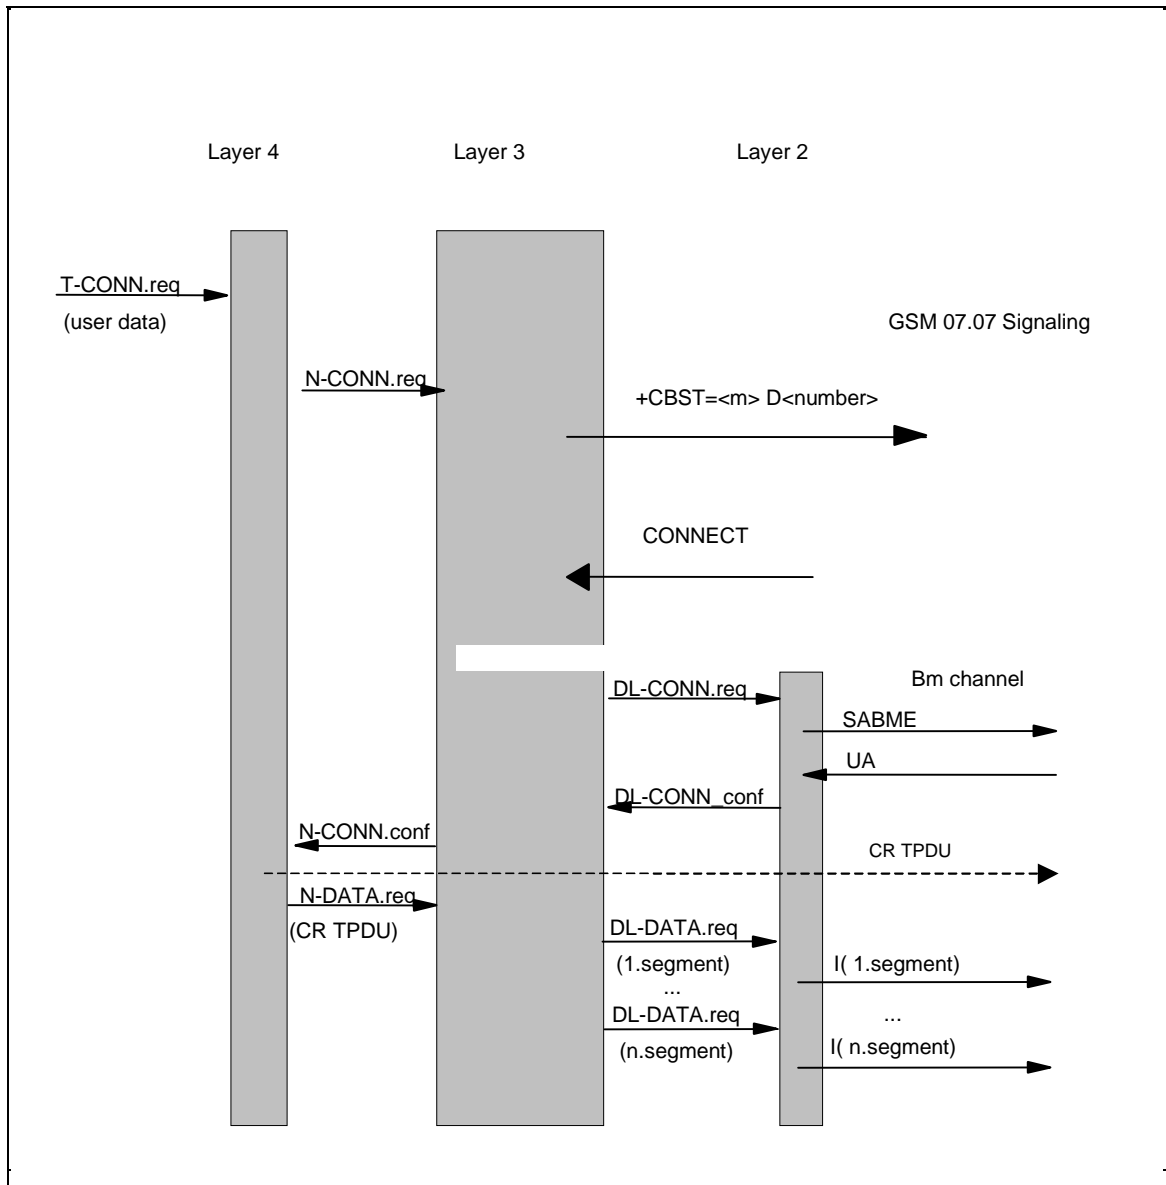 Layer 4 Layer 3 Layer 2
T-CONN.req
(user data)
GSM 07.07 Signaling
N-CONN.req
+CBST=<m> D<number>
CONNECT
Bm channel
DL-CONN.req
SABME
UA
DL-CONN_conf
N-CONN.conf
CR TPDU
N-DATA.req
(CR TPDU)
DL-DATA.req
(1.segment)
I( 1.segment)
...
DL-DATA.req
...
(n.segment)
I( n.segment)